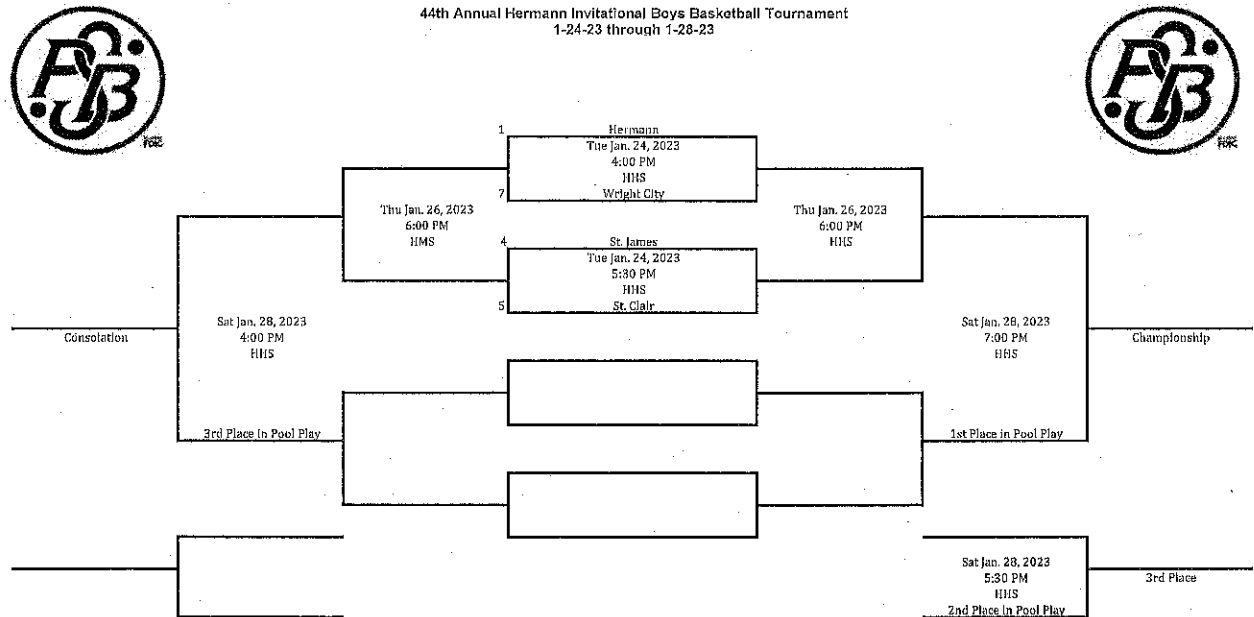 44th Annual Hermann Invitational Boys Basketball Tournament
1-24-23 through 1-28-23
1
Hermann
Tue Jan. 24, 2023
4:00 PM
HHS
7
Wright City
Thu Jan. 26, 2023
6:00 PM
HMS
Thu Jan. 26, 2023
6:00 PM
HHS
4
St. James
Tue Jan. 24, 2023
5:30 PM
HHS
5
St. Clair
Consolation
Sat Jan. 28, 2023
4:00 PM
HHS
Sat Jan. 28, 2023
7:00 PM
HHS
Championship
3rd Place In Pool Play
1st Place in Pool Play
Sat Jan. 28, 2023
5:30 PM
HHS
2nd Place In Pool Play
3rd Place